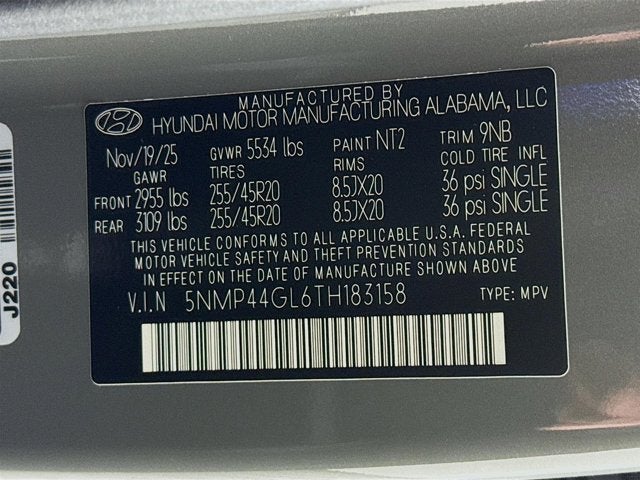 MANUFACTURED BY
HYUNDAI MOTOR MANUFACTURING ALABAMA, LLC
Nov/19/25 GVWR 5534 lbs PAINT NT2 TRIM 9NB
GAWR TIRES RIMS COLD TIRE INFL
FRONT 2955 lbs 255/45R20 8.5JX20 36 psi SINGLE
REAR 3109 lbs 255/45R20 8.5JX20 36 psi SINGLE
THIS VEHICLE CONFORMS TO ALL APPLICABLE U.S.A. FEDERAL
MOTOR VEHICLE SAFETY AND THEFT PREVENTION STANDARDS
IN EFFECT ON THE DATE OF MANUFACTURE SHOWN ABOVE
V.I.N 5NMP44GL6TH183158 TYPE: MPV
J220